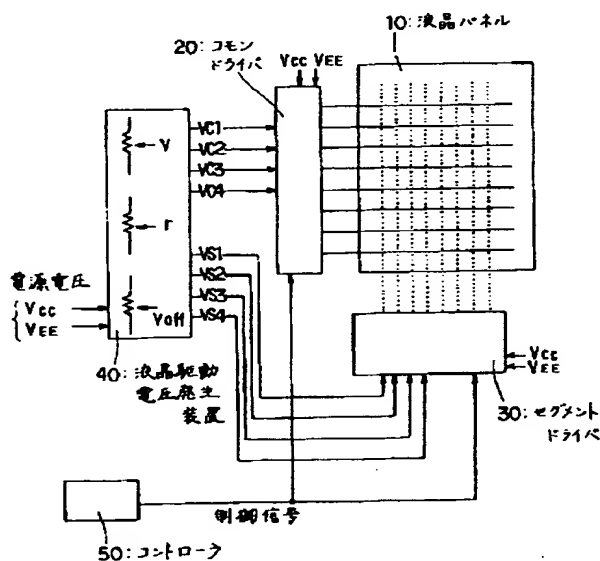 10:液晶パネル
20:コモン
ドライバ
VCC VEE
VC1
VC2
VC3
VC4
V
r
Voff
VS1
VS2
VS3
VS4
電源電圧
VCC
VEE
40:液晶駆動
電圧発生
装置
VCC
VEE
30:セグメント
ドライバ
制御信号
50:コントローラ